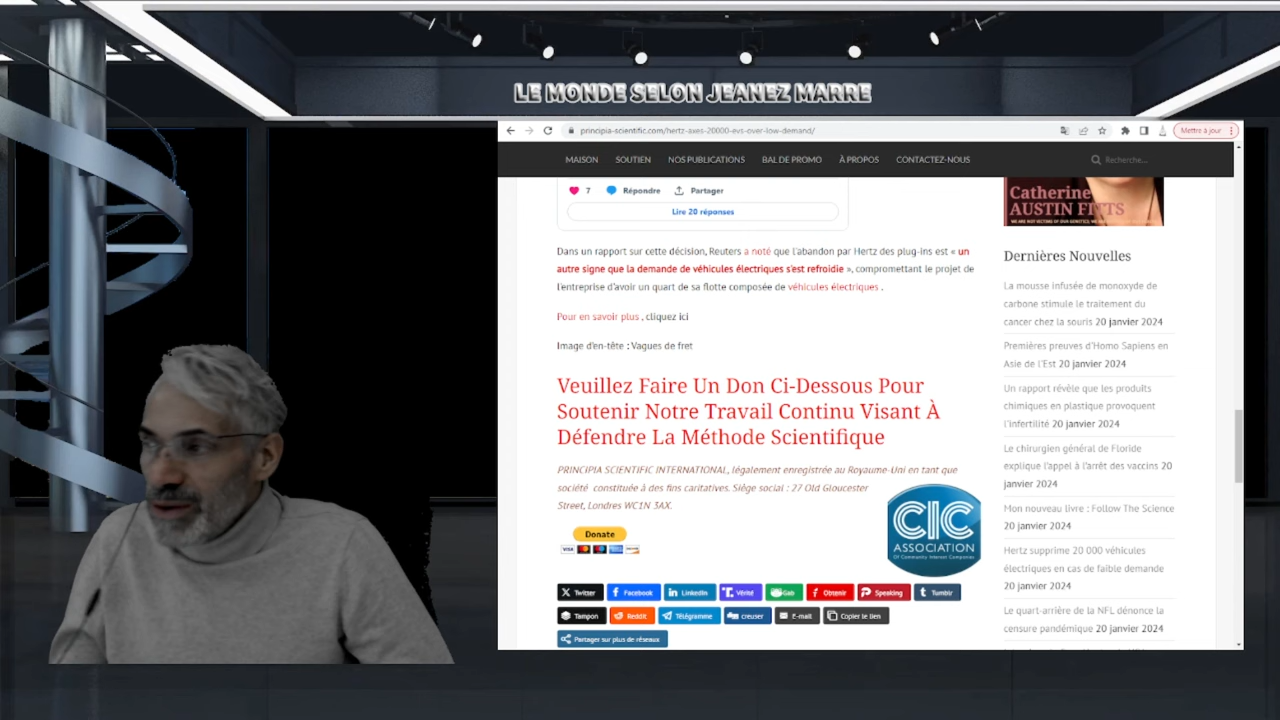 LE MONDE SELON JEANEZ MARRE
principia-scientific.com/hertz-axes-20000-evs-over-low-demand/
Mettre à jour
MAISON SOUTIEN NOS PUBLICATIONS BAL DE PROMO À PROPOS CONTACTEZ-NOUS Recherche...
7 Répondre Partager
Lire 20 réponses
Dans un rapport sur cette décision, Reuters a noté que l'abandon par Hertz des plug-ins est « un
autre signe que la demande de véhicules électriques s'est refroidie », compromettant le projet de
l'entreprise d'avoir un quart de sa flotte composée de véhicules électriques .
Pour en savoir plus , cliquez ici
Image d'en-tête : Vagues de fret
Veuillez Faire Un Don Ci-Dessous Pour
Soutenir Notre Travail Continu Visant À
Défendre La Méthode Scientifique
PRINCIPIA SCIENTIFIC INTERNATIONAL, légalement enregistrée au Royaume-Uni en tant que
société constituée à des fins caritatives. Siège social : 27 Old Gloucester
Street, Londres WC1N 3AX.
Donate
VISA
CIC
ASSOCIATION
Of Community Interest Companies
Twitter Facebook LinkedIn Vérité Gab Obtenir Speaking Tumblr
Tampon Reddit Télégramme creuser E-mail Copier le lien
Partager sur plus de réseaux
Catherine
AUSTIN FITTS
Dernières Nouvelles
La mousse infusée de monoxyde de
carbone stimule le traitement du
cancer chez la souris 20 janvier 2024
Premières preuves d'Homo Sapiens en
Asie de l'Est 20 janvier 2024
Un rapport révèle que les produits
chimiques en plastique provoquent
l'infertilité 20 janvier 2024
Le chirurgien général de Floride
explique l'appel à l'arrêt des vaccins 20
janvier 2024
Mon nouveau livre : Follow The Science
20 janvier 2024
Hertz supprime 20 000 véhicules
électriques en cas de faible demande
20 janvier 2024
Le quart-arrière de la NFL dénonce la
censure pandémique 20 janvier 2024